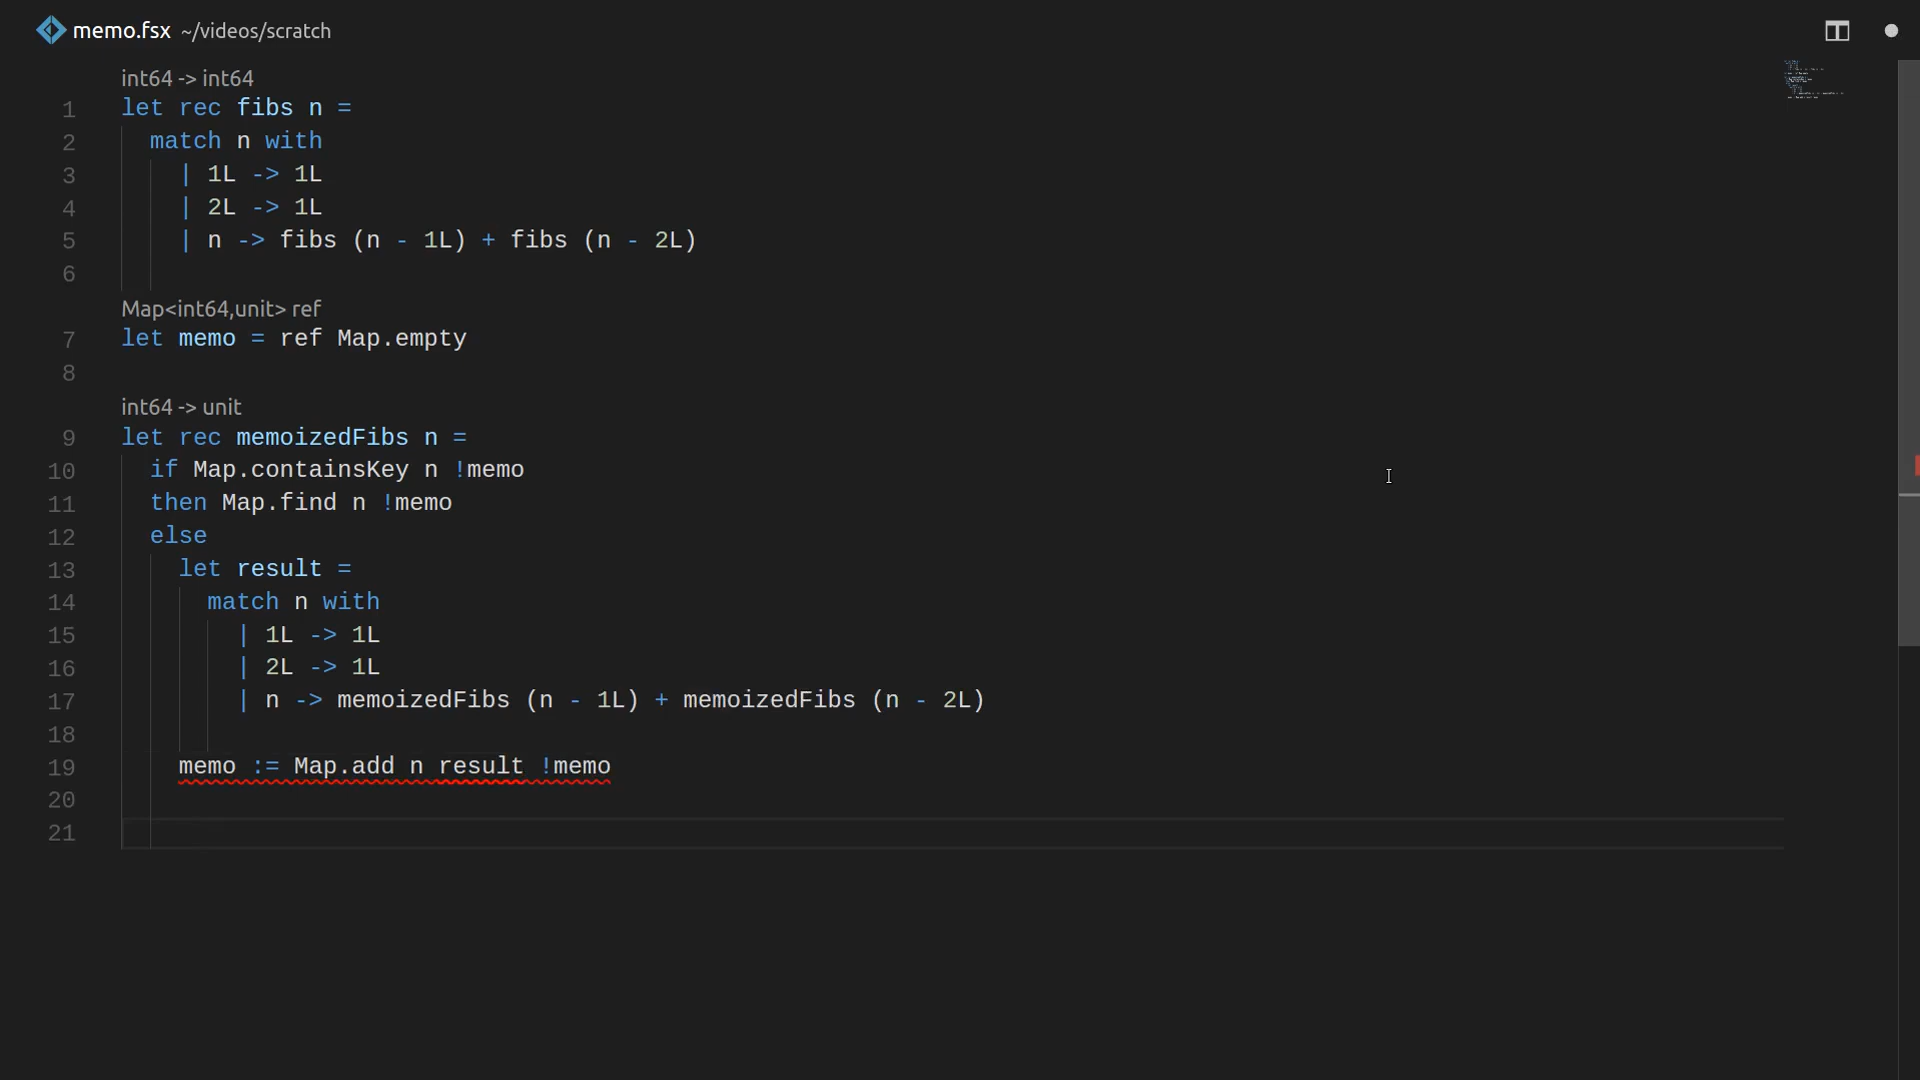 memo.fsx ~/videos/scratch
int64 -> int64
1 let rec fibs n =
2 match n with
3 | 1L -> 1L
4 | 2L -> 1L
5 | n -> fibs (n - 1L) + fibs (n - 2L)
6
Map<int64,unit> ref
7 let memo = ref Map.empty
8
int64 -> unit
9 let rec memoizedFibs n =
10 if Map.containsKey n !memo
11 then Map.find n !memo
12 else
13 let result =
14 match n with
15 | 1L -> 1L
16 | 2L -> 1L
17 | n -> memoizedFibs (n - 1L) + memoizedFibs (n - 2L)
18
19 memo := Map.add n result !memo
20
21